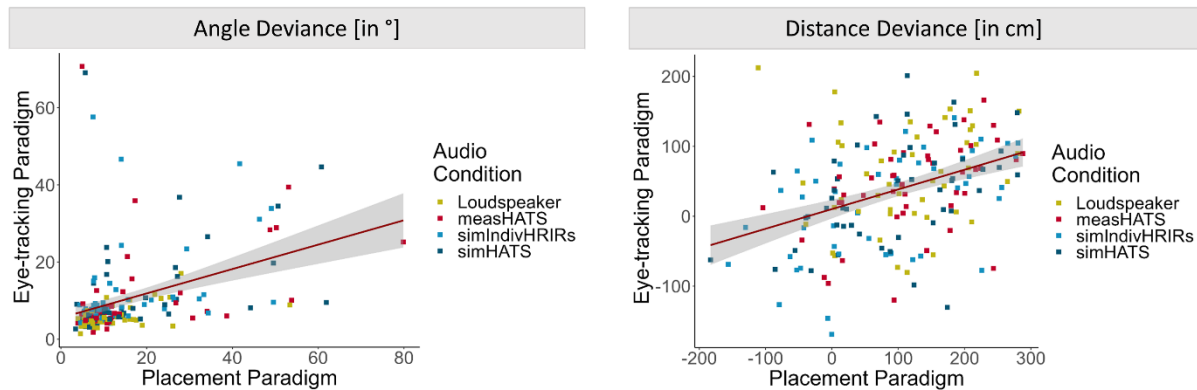 Angle Deviance [in °]
Eye-tracking Paradigm
60
40
20
0
0
20
40
60
80
Placement Paradigm
Audio
Condition
Loudspeaker
measHATS
simIndivHRIRs
simHATS
Distance Deviance [in cm]
Eye-tracking Paradigm
200
100
0
-100
-200
-100
0
100
200
300
Placement Paradigm
Audio
Condition
Loudspeaker
measHATS
simIndivHRIRs
simHATS